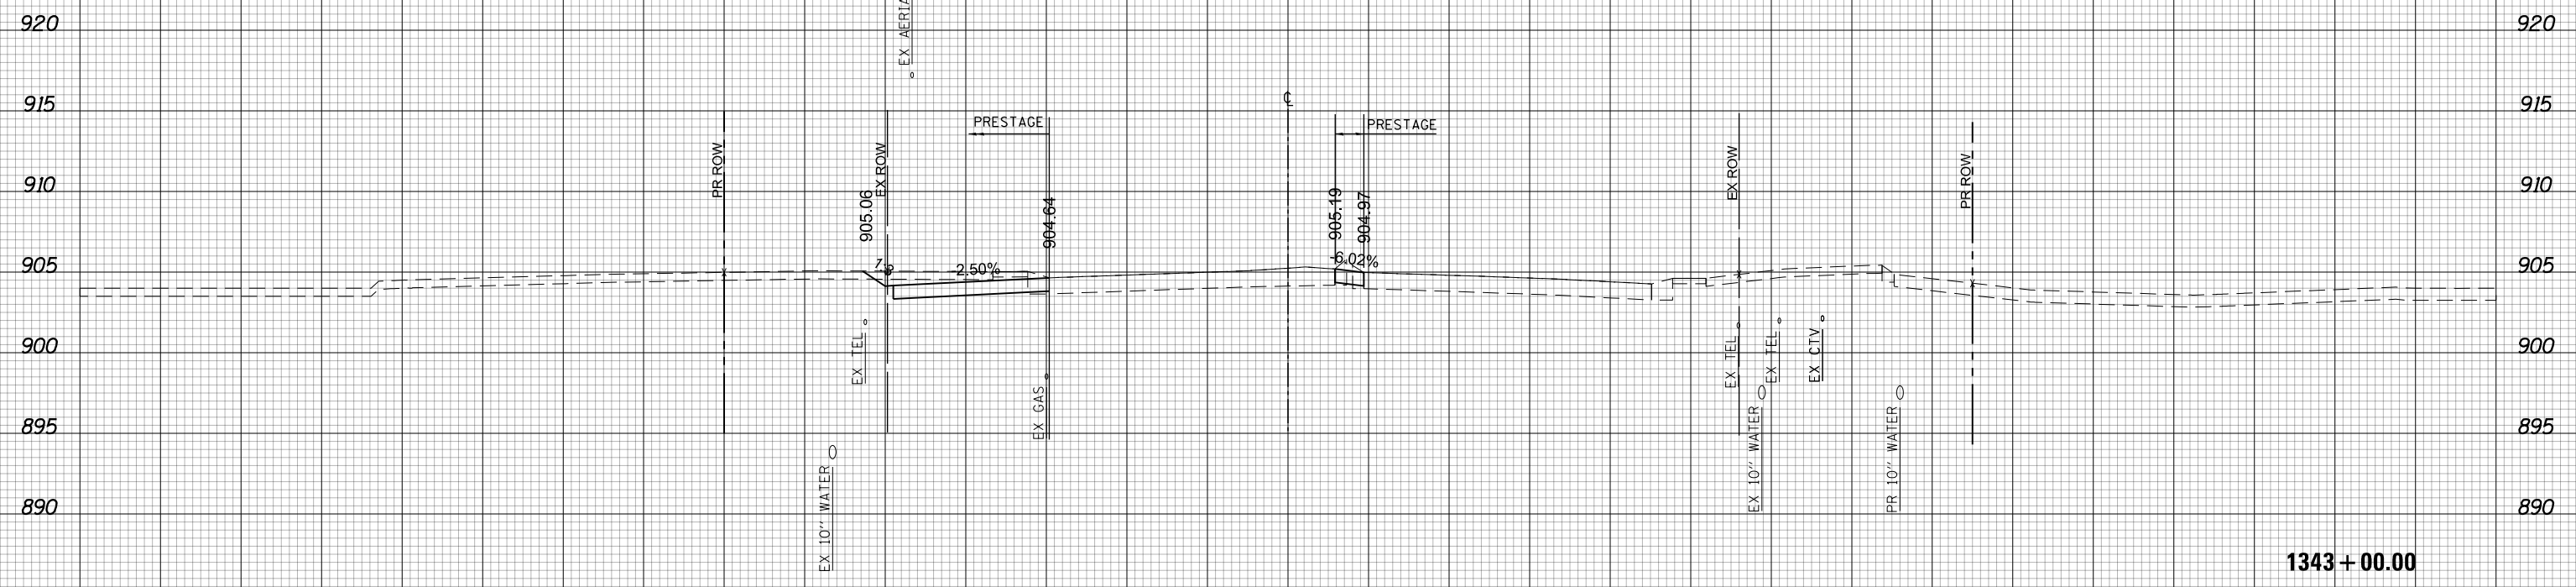 920
920
EX AERIA
915
915
℄
PRESTAGE
PRESTAGE
PR ROW
EX ROW
EX ROW
PR ROW
910
910
905.06
904.64
905.19
904.97
905
905
-2.50%
-6.02%
EX TEL
EX TEL
EX TEL
EX CTV
900
900
EX GAS
895
895
EX 10'' WATER
EX 10'' WATER
PR 10'' WATER
890
890
1343+00.00